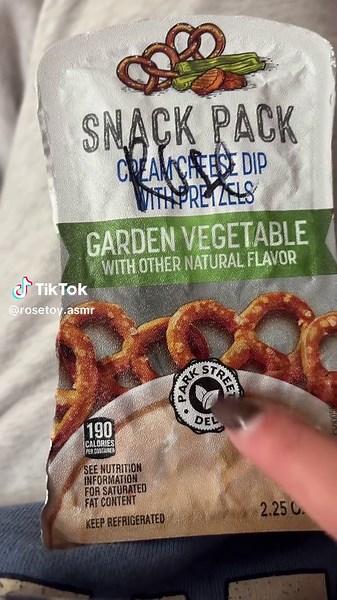 SNACK PACK
CREAM CHEESE DIP
WITH PRETZELS
GARDEN VEGETABLE
WITH OTHER NATURAL FLAVOR
TikTok
@rosetoy.asmr
PARK STREET
DELI
190
CALORIES
PER CONTAINER
SEE NUTRITION
INFORMATION
FOR SATURATED
FAT CONTENT
KEEP REFRIGERATED
2.25